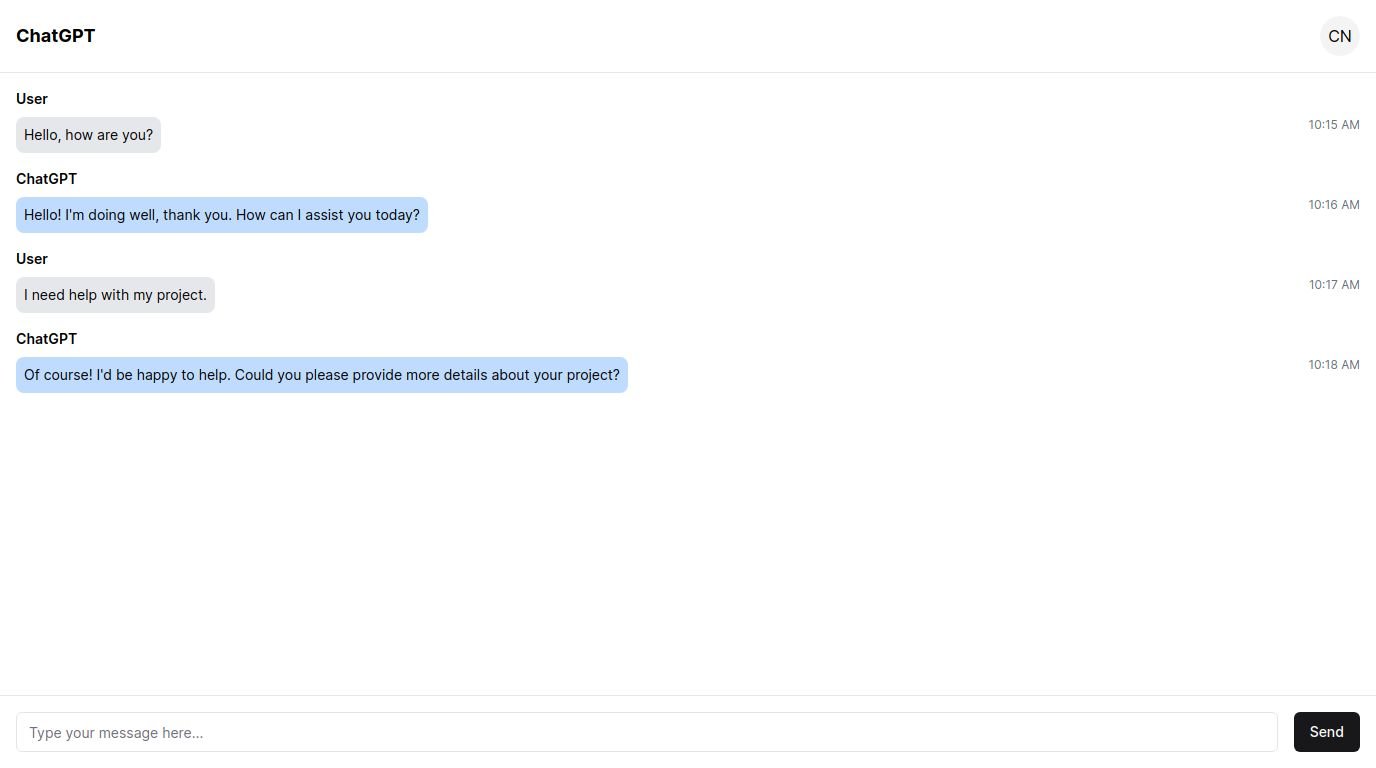 ChatGPT
CN
User
Hello, how are you?
10:15 AM
ChatGPT
Hello! I'm doing well, thank you. How can I assist you today?
10:16 AM
User
I need help with my project.
10:17 AM
ChatGPT
Of course! I'd be happy to help. Could you please provide more details about your project?
10:18 AM
Type your message here...
Send